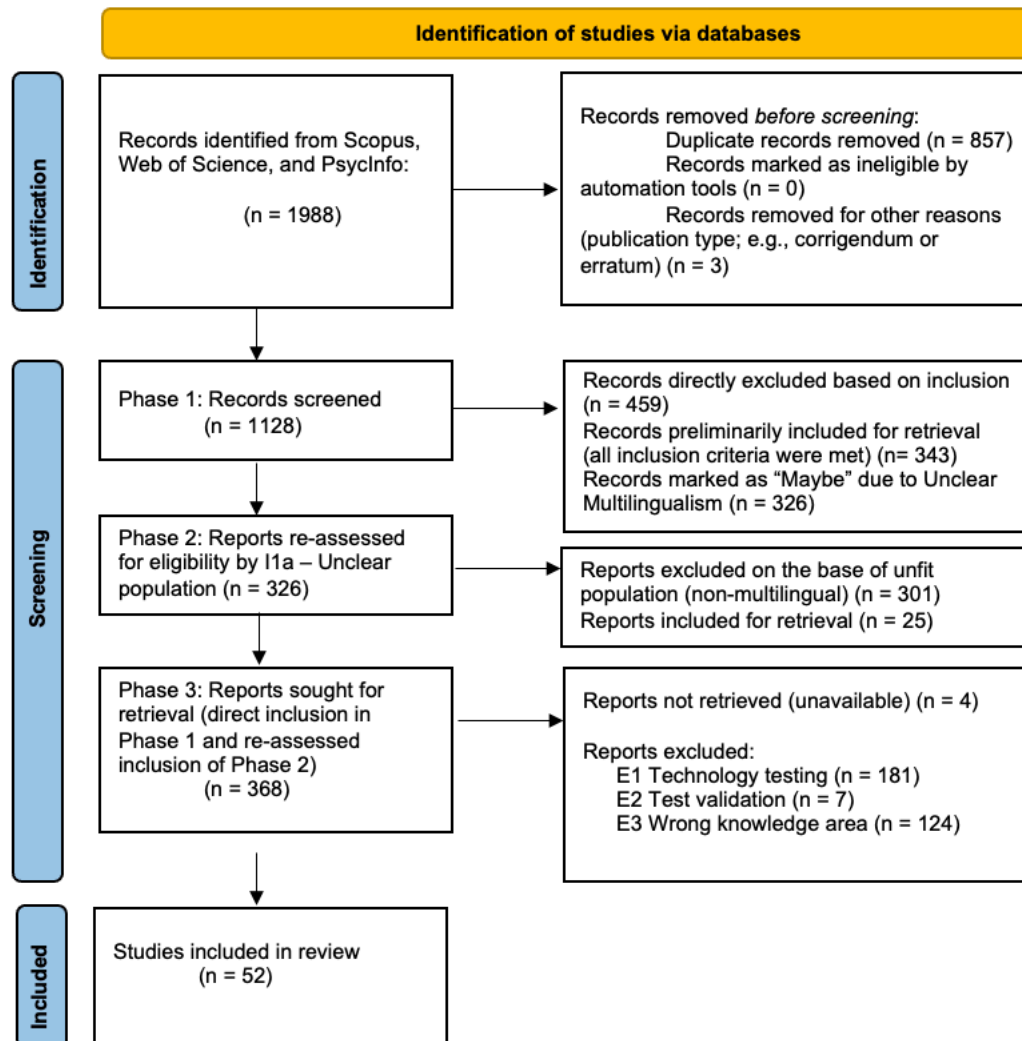 Identification of studies via databases
Identification
Records identified from Scopus,
Web of Science, and PsycInfo:
(n = 1988)
Records removed before screening:
Duplicate records removed (n = 857)
Records marked as ineligible by
automation tools (n = 0)
Records removed for other reasons
(publication type; e.g., corrigendum or
erratum) (n = 3)
Screening
Phase 1: Records screened
(n = 1128)
Records directly excluded based on inclusion
(n = 459)
Records preliminarily included for retrieval
(all inclusion criteria were met) (n= 343)
Records marked as “Maybe” due to Unclear
Multilingualism (n = 326)
Phase 2: Reports re-assessed
for eligibility by I1a – Unclear
population (n = 326)
Reports excluded on the base of unfit
population (non-multilingual) (n = 301)
Reports included for retrieval (n = 25)
Phase 3: Reports sought for
retrieval (direct inclusion in
Phase 1 and re-assessed
inclusion of Phase 2)
(n = 368)
Reports not retrieved (unavailable) (n = 4)
Reports excluded:
E1 Technology testing (n = 181)
E2 Test validation (n = 7)
E3 Wrong knowledge area (n = 124)
Included
Studies included in review
(n = 52)